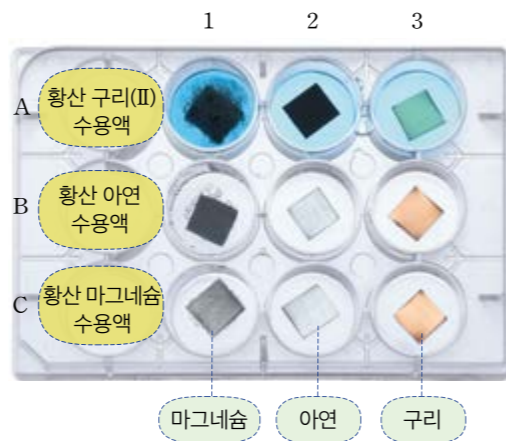 1 2 3
A 황산 구리(II)
수용액
B 황산 아연
수용액
C 황산 마그네슘
수용액
마그네슘 아연 구리